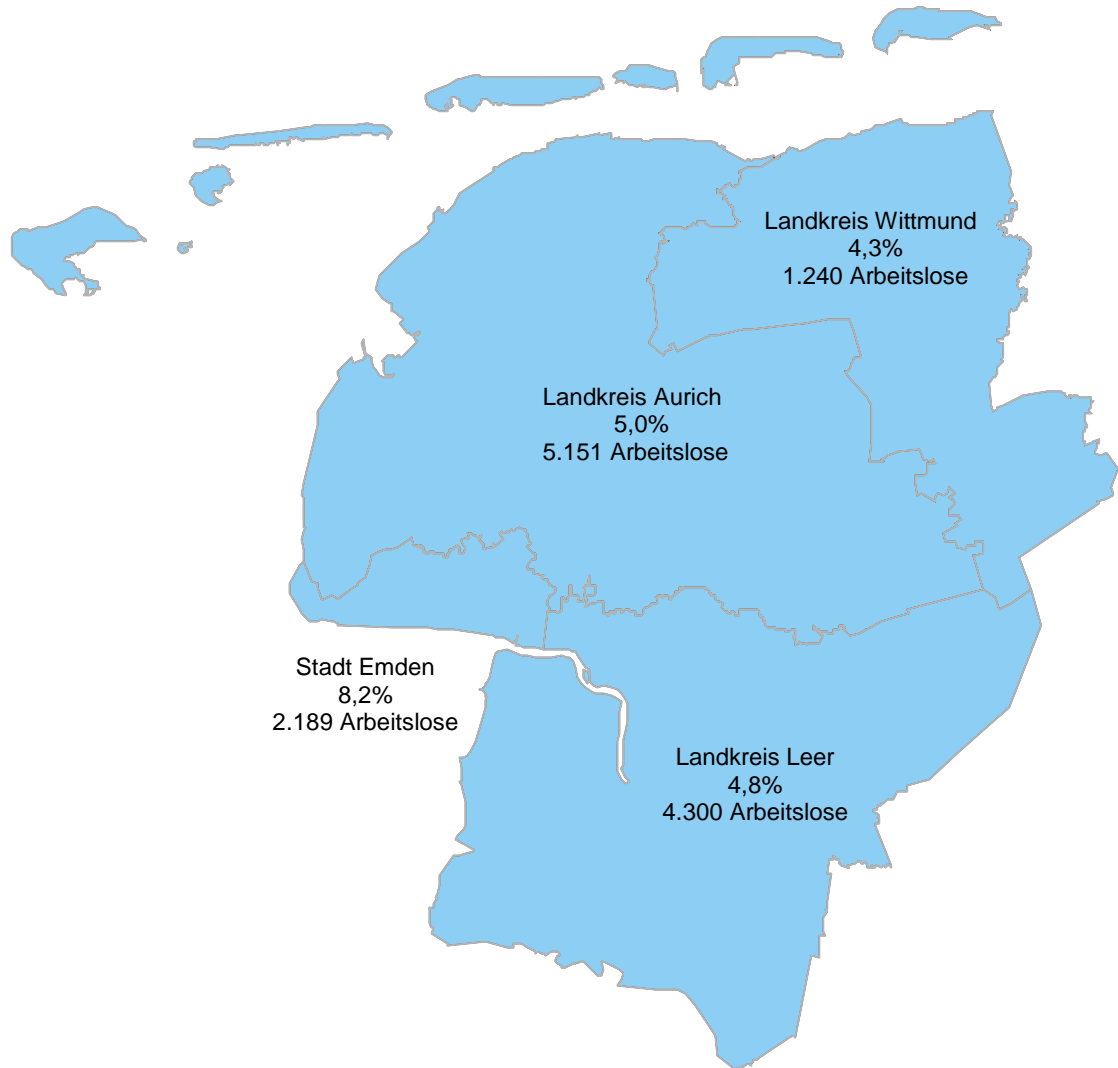 Landkreis Wittmund
4,3%
1.240 Arbeitslose
Landkreis Aurich
5,0%
5.151 Arbeitslose
Stadt Emden
8,2%
2.189 Arbeitslose
Landkreis Leer
4,8%
4.300 Arbeitslose